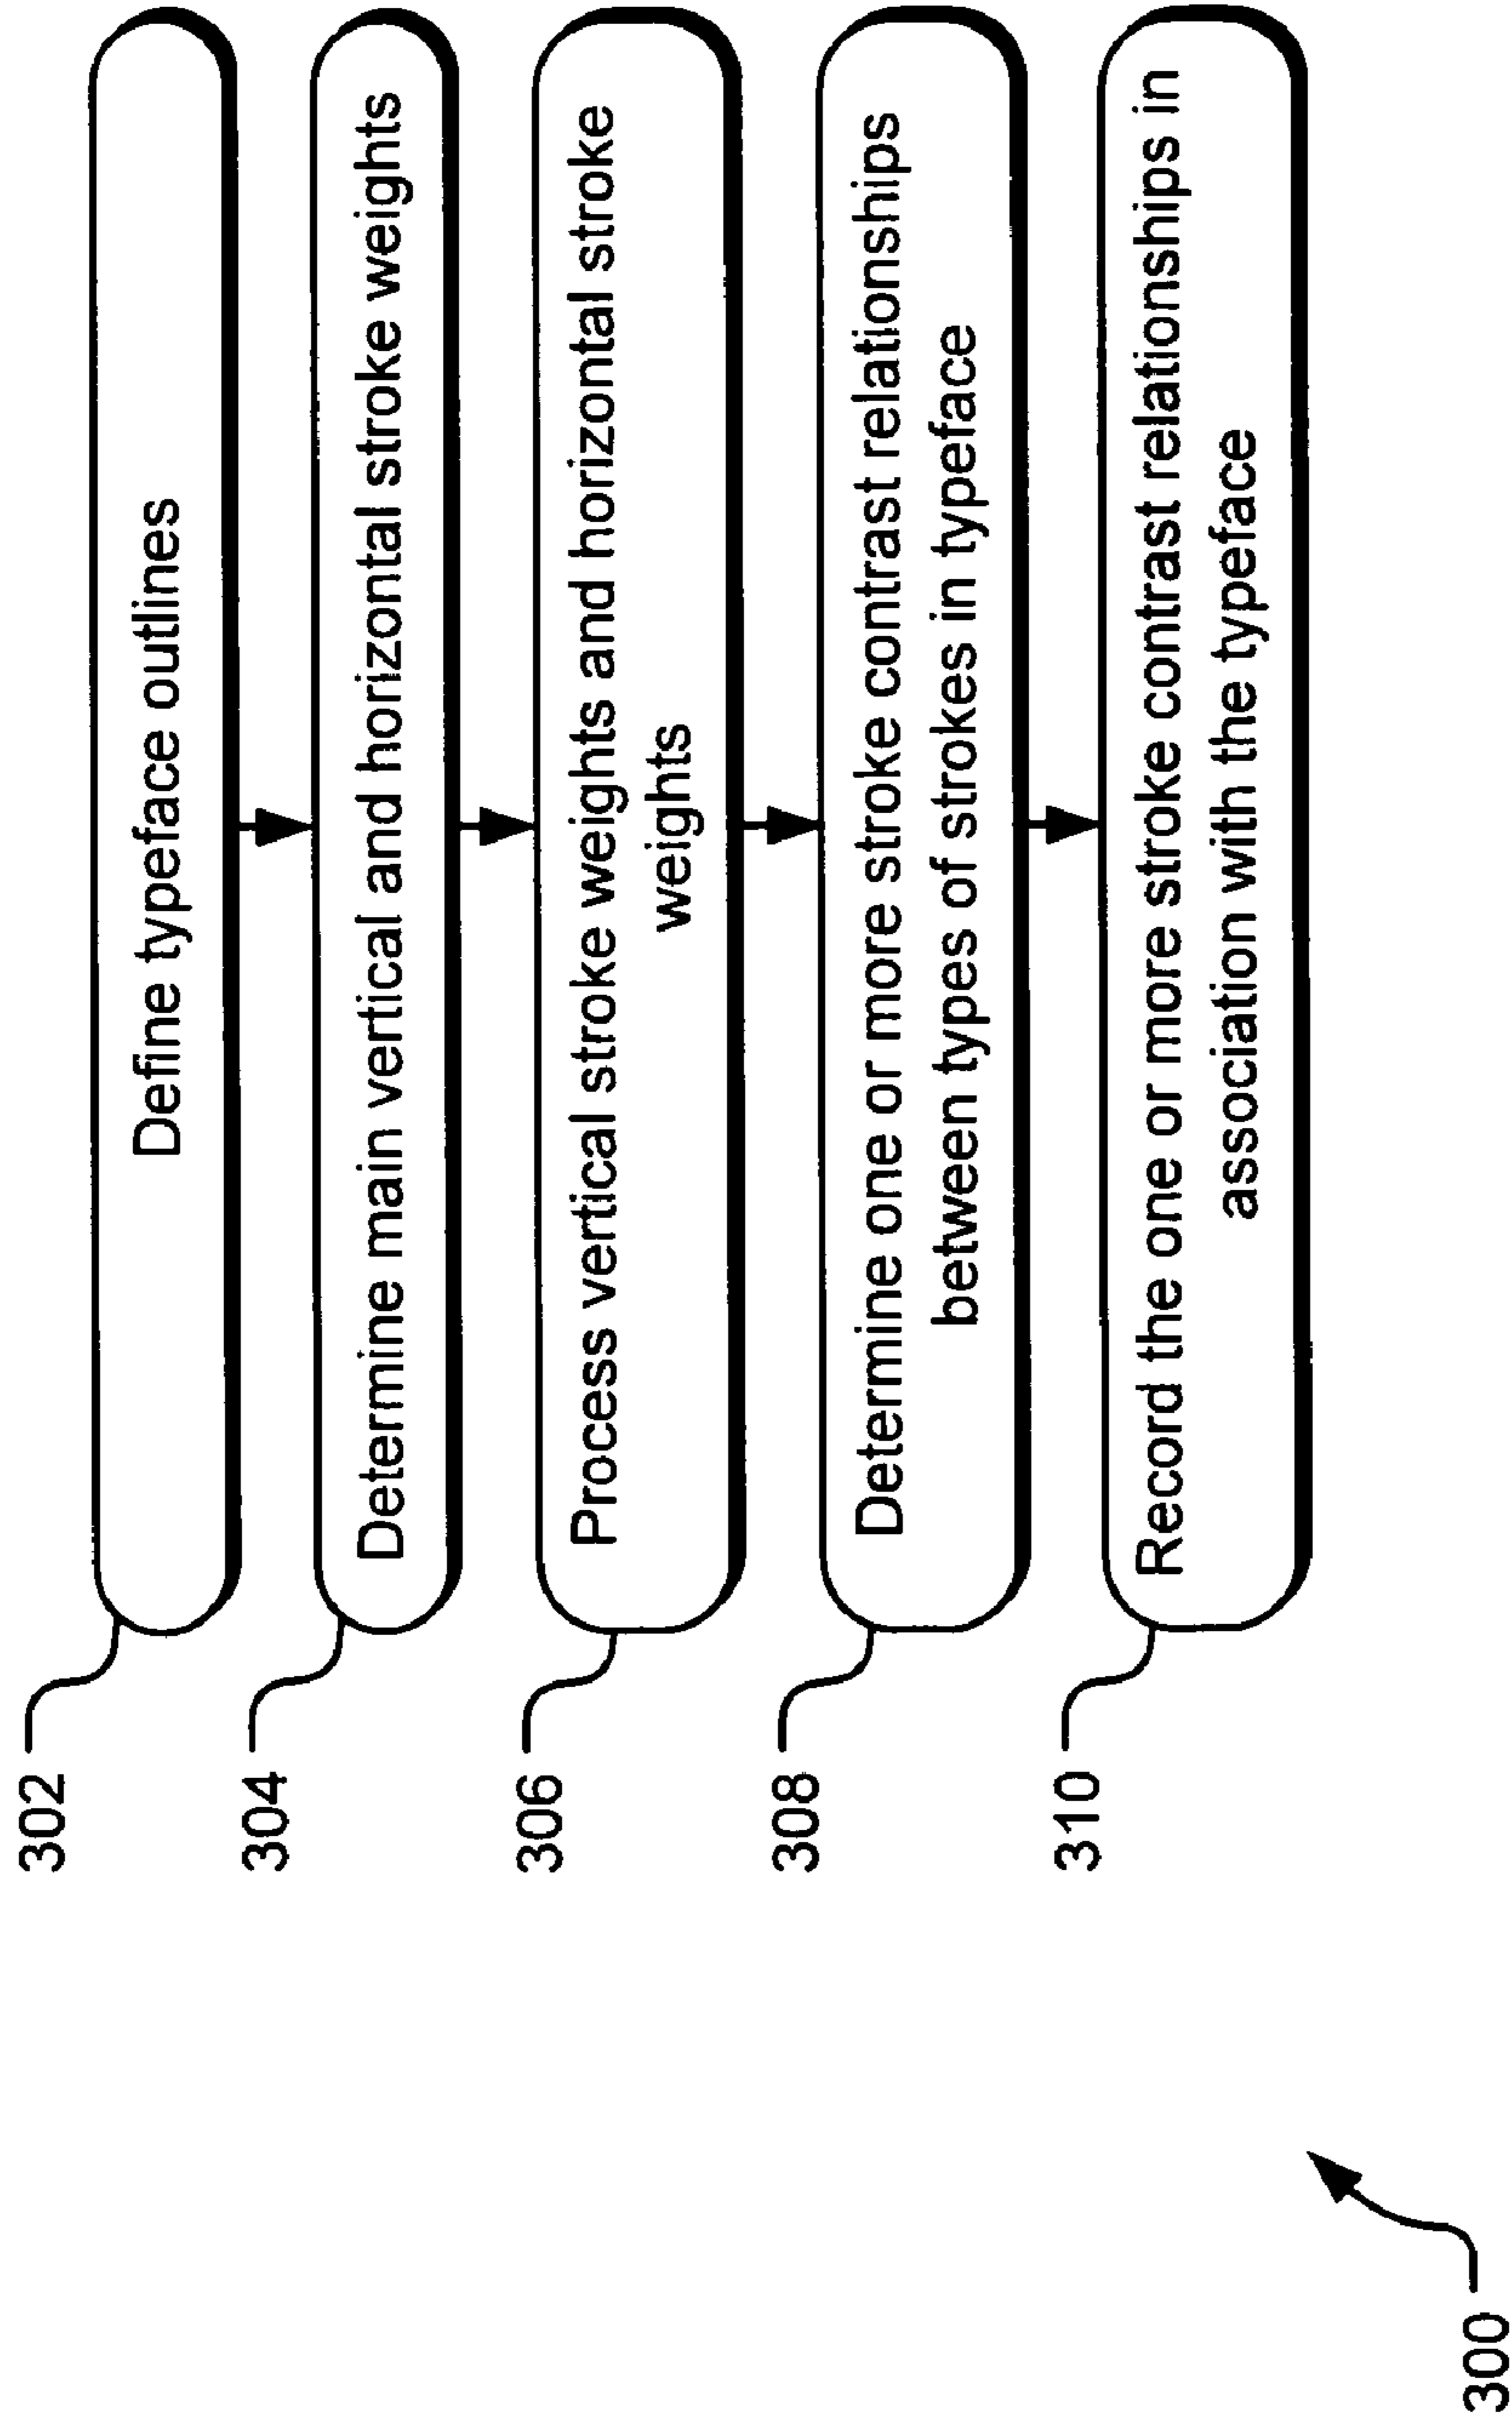 302
Define typeface outlines
304
Determine main vertical and horizontal stroke weights
306
Process vertical stroke weights and horizontal stroke
weights
308
Determine one or more stroke contrast relationships
between types of strokes in typeface
310
Record the one or more stroke contrast relationships in
association with the typeface
300